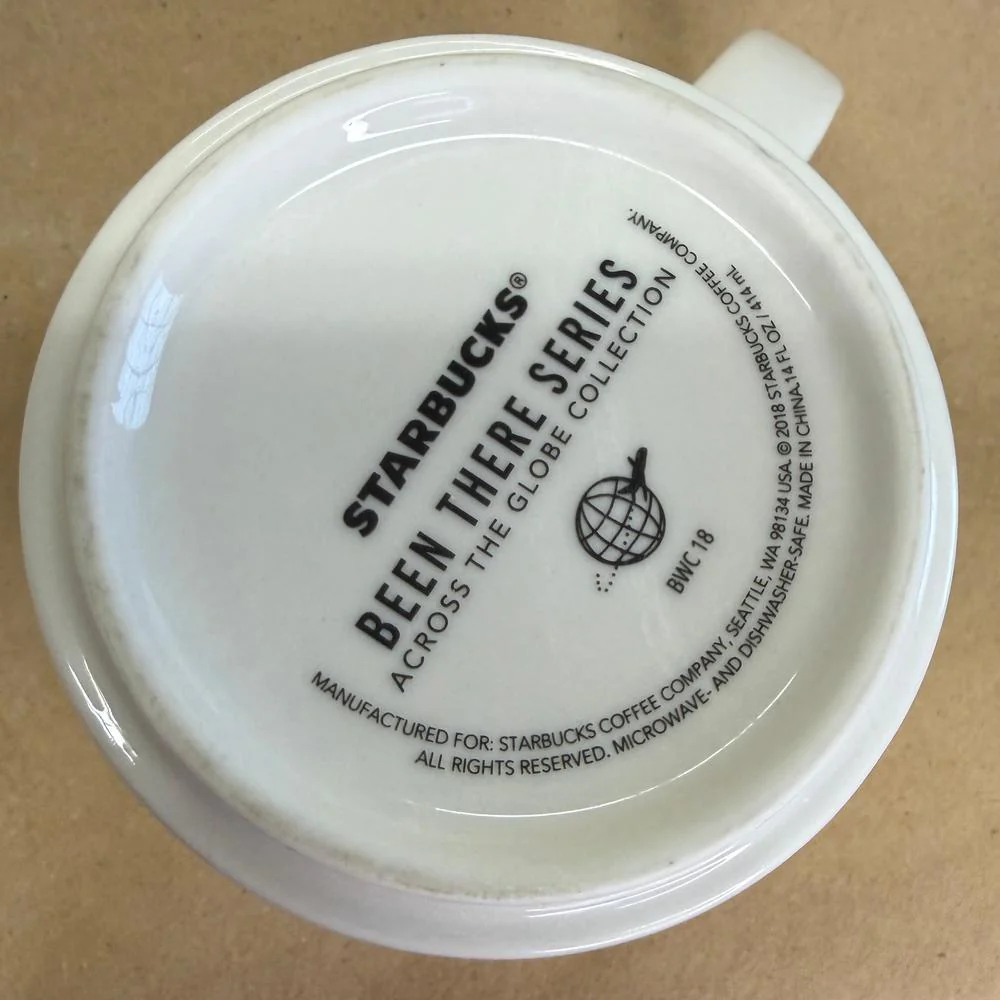 STARBUCKS®
BEEN THERE SERIES
ACROSS THE GLOBE COLLECTION
BWC 18
MANUFACTURED FOR: STARBUCKS COFFEE COMPANY, SEATTLE, WA 98134 USA. © 2018 STARBUCKS COFFEE COMPANY.
ALL RIGHTS RESERVED. MICROWAVE- AND DISHWASHER-SAFE. MADE IN CHINA.14 FL OZ / 414 mL